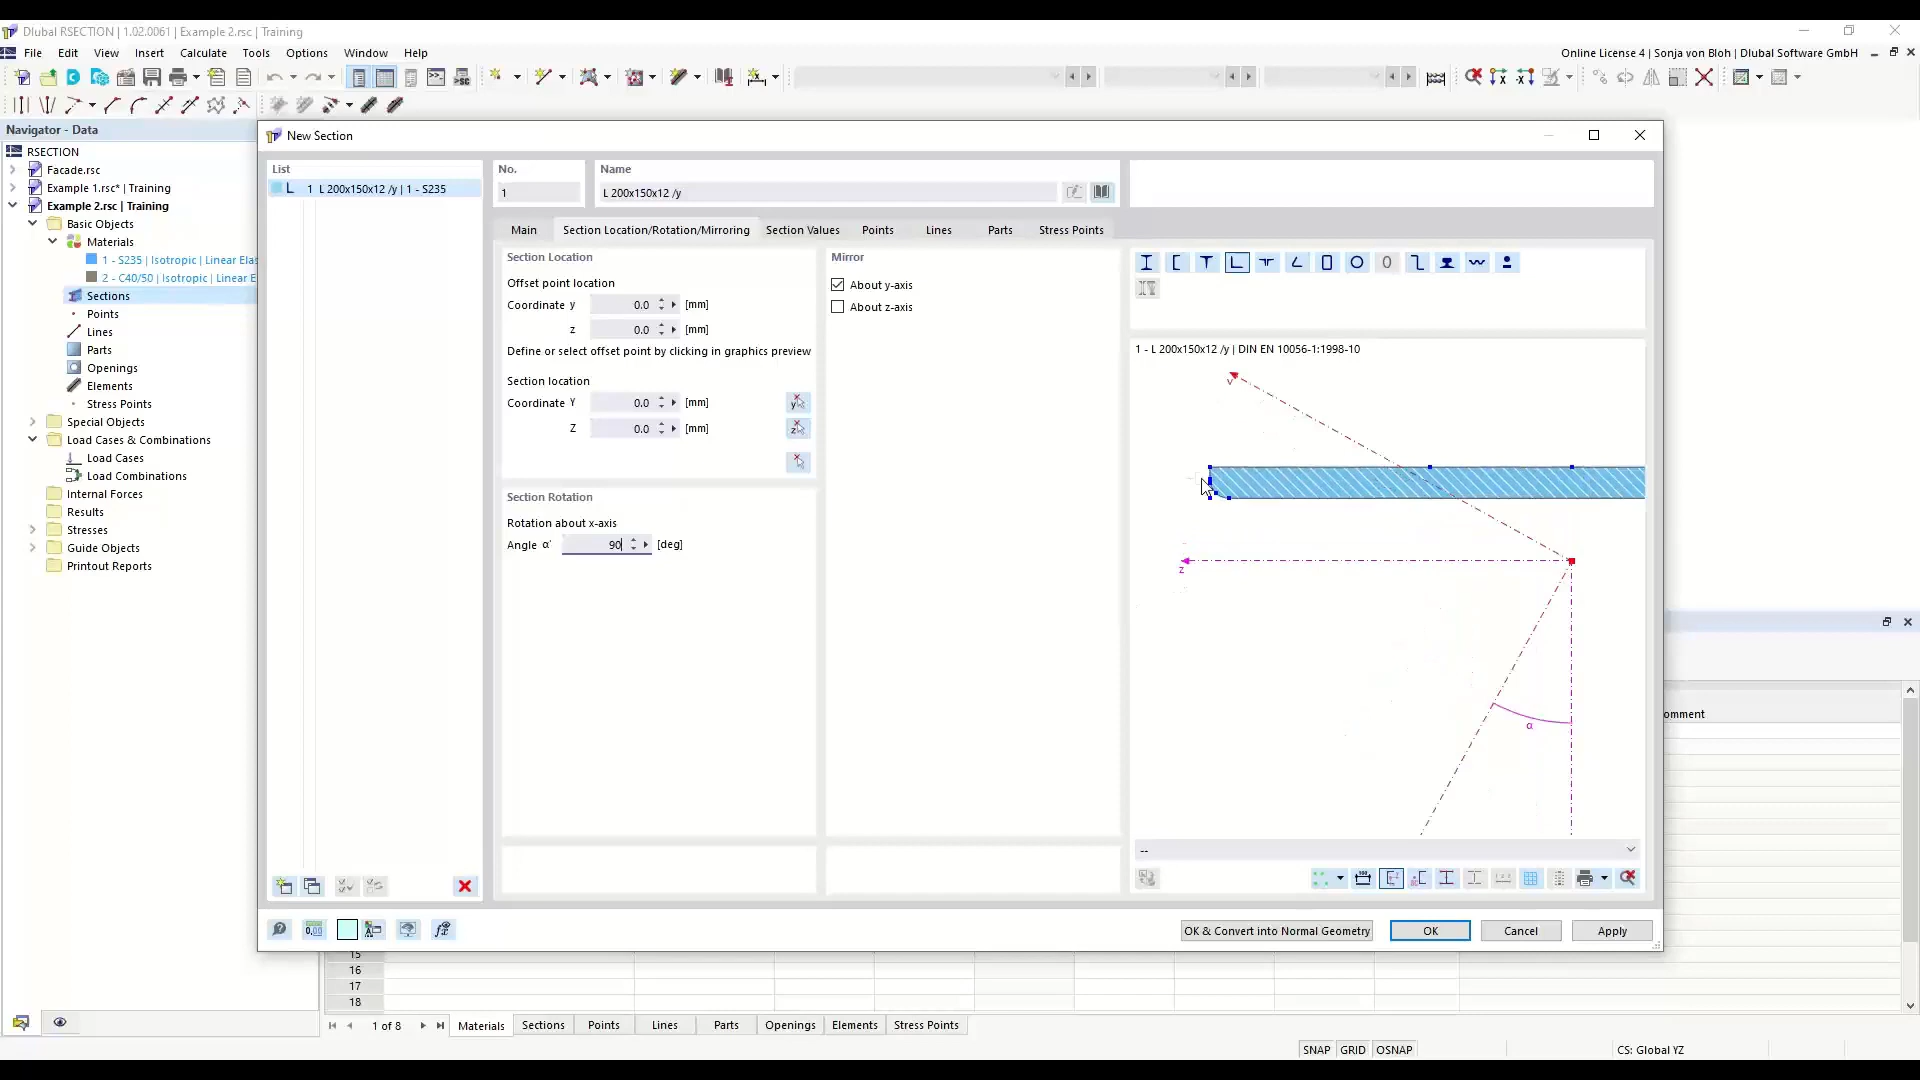 Dlubal RSECTION | 1.02.0061 | Example 2.rsc | Training
File Edit View Insert Calculate Tools Options Window Help
Online License 4 | Sonja von Bloh | Dlubal Software GmbH
Navigator - Data
RSECTION
Facade.rsc
Example 1.rsc* | Training
Example 2.rsc | Training
Basic Objects
Materials
1 - S235 | Isotropic | Linear Elas
2 - C40/50 | Isotropic | Linear E
Sections
Points
Lines
Parts
Openings
Elements
Stress Points
Special Objects
Load Cases & Combinations
Load Cases
Load Combinations
Internal Forces
Results
Stresses
Guide Objects
Printout Reports
New Section
List
1 L 200x150x12 /y | 1 - S235
No.
1
Name
L 200x150x12 /y
Main Section Location/Rotation/Mirroring Section Values Points Lines Parts Stress Points
Section Location
Offset point location
Coordinate y 0.0 [mm]
z 0.0 [mm]
Define or select offset point by clicking in graphics preview
Section location
Coordinate Y 0.0 [mm]
Z 0.0 [mm]
Section Rotation
Rotation about x-axis
Angle α' 90 [deg]
Mirror
About y-axis
About z-axis
1 - L 200x150x12 /y | DIN EN 10056-1:1998-10
v
z
α
--
OK & Convert into Normal Geometry OK Cancel Apply
omment
15
16
17
18
1 of 8 Materials Sections Points Lines Parts Openings Elements Stress Points
SNAP GRID OSNAP CS: Global YZ